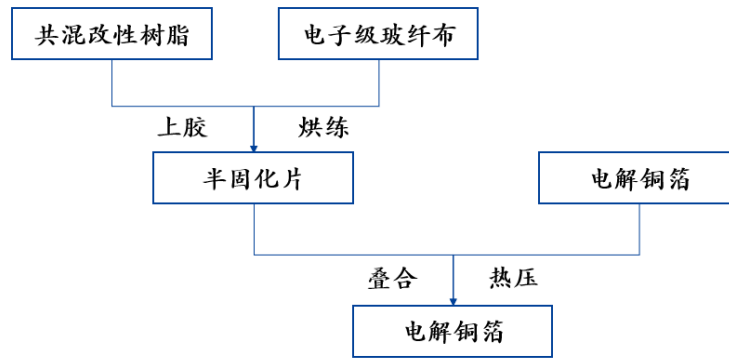 共混改性树脂
电子级玻纤布
上胶
烘练
半固化片
电解铜箔
叠合
热压
电解铜箔